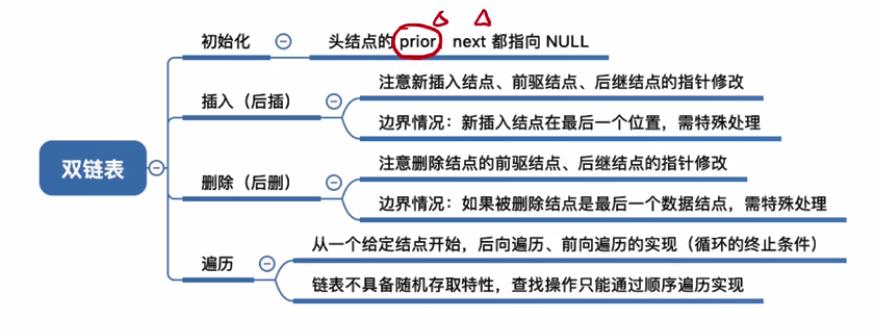 双链表
初始化
头结点的 prior、next 都指向 NULL
插入（后插）
注意新插入结点、前驱结点、后继结点的指针修改
边界情况：新插入结点在最后一个位置，需特殊处理
删除（后删）
注意删除结点的前驱结点、后继结点的指针修改
边界情况：如果被删除结点是最后一个数据结点，需特殊处理
遍历
从一个给定结点开始，后向遍历、前向遍历的实现（循环的终止条件）
链表不具备随机存取特性，查找操作只能通过顺序遍历实现